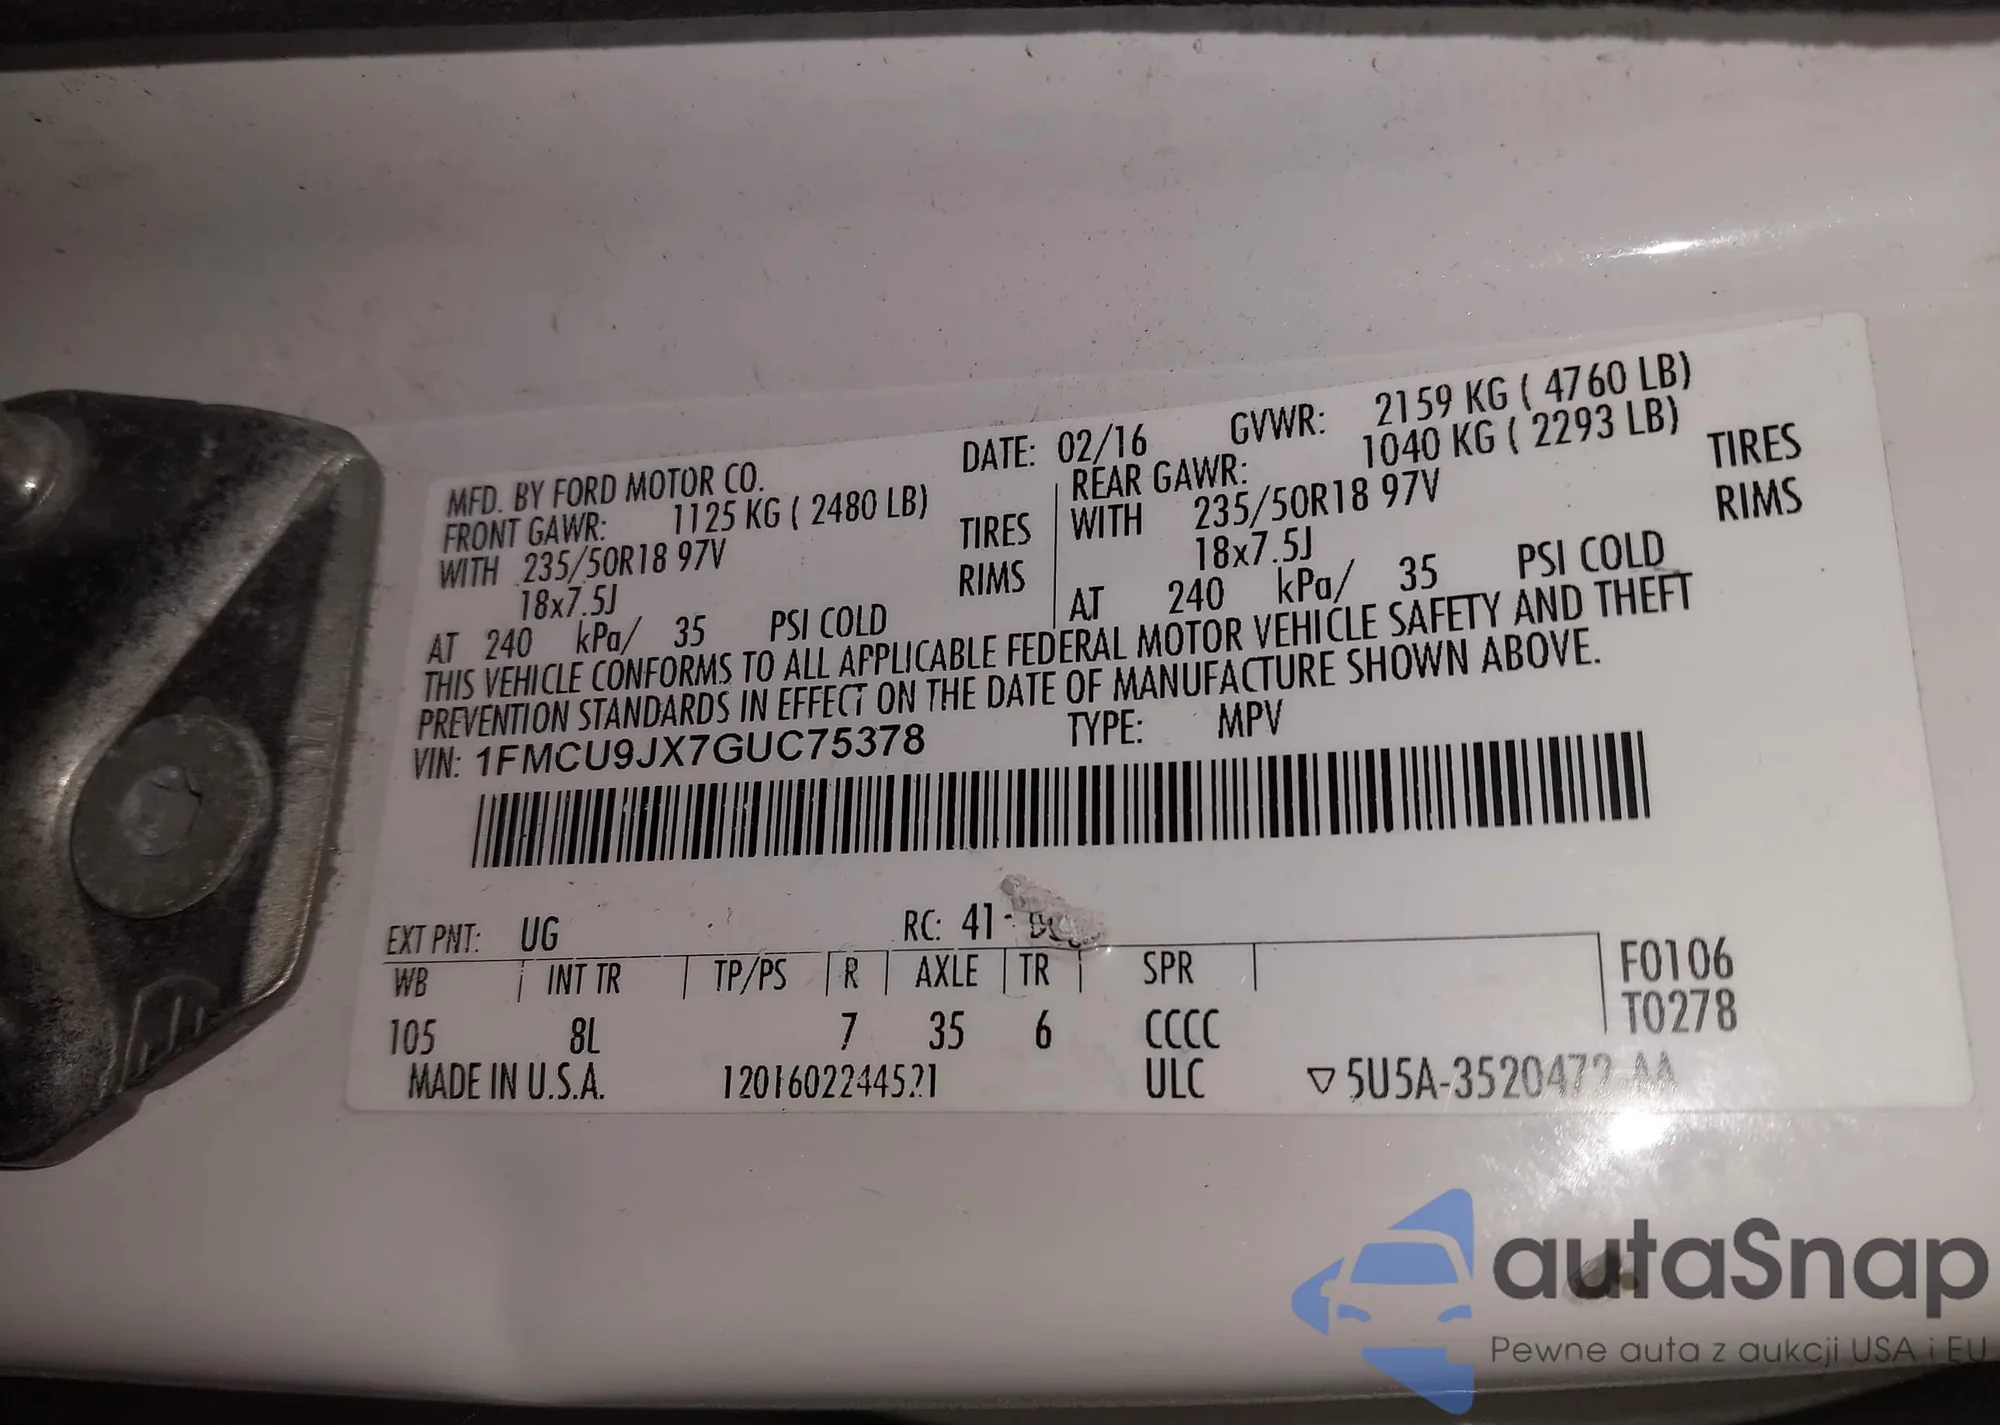 MFD. BY FORD MOTOR CO. DATE: 02/16 GVWR: 2159 KG ( 4760 LB)
FRONT GAWR: 1125 KG ( 2480 LB) REAR GAWR: 1040 KG ( 2293 LB)
WITH 235/50R18 97V TIRES WITH 235/50R18 97V TIRES
18x7.5J RIMS 18x7.5J RIMS
AT 240 kPa/ 35 PSI COLD AT 240 kPa/ 35 PSI COLD
THIS VEHICLE CONFORMS TO ALL APPLICABLE FEDERAL MOTOR VEHICLE SAFETY AND THEFT
PREVENTION STANDARDS IN EFFECT ON THE DATE OF MANUFACTURE SHOWN ABOVE.
VIN: 1FMCU9JX7GUC75378 TYPE: MPV
EXT PNT: UG RC: 41
WB INT TR TP/PS R AXLE TR SPR F0106
T0278
105 8L 7 35 6 CCCC
MADE IN U.S.A. ULC
autaSnap
Pewne auta z aukcji USA i EU